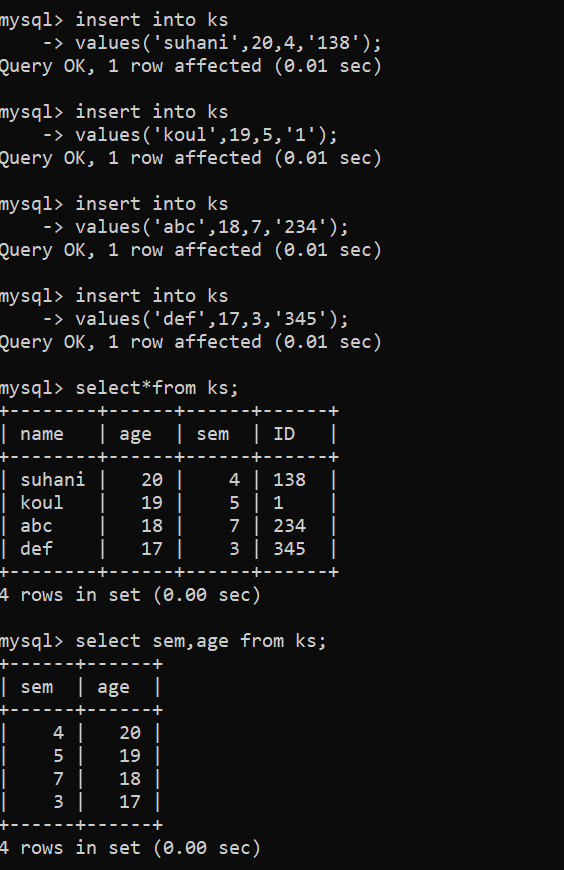 mysql> insert into ks
    -> values('suhani',20,4,'138');
Query OK, 1 row affected (0.01 sec)

mysql> insert into ks
    -> values('koul',19,5,'1');
Query OK, 1 row affected (0.01 sec)

mysql> insert into ks
    -> values('abc',18,7,'234');
Query OK, 1 row affected (0.01 sec)

mysql> insert into ks
    -> values('def',17,3,'345');
Query OK, 1 row affected (0.01 sec)

mysql> select*from ks;
+--------+------+------+------+
| name   | age  | sem  | ID   |
+--------+------+------+------+
| suhani |   20 |    4 | 138  |
| koul   |   19 |    5 | 1    |
| abc    |   18 |    7 | 234  |
| def    |   17 |    3 | 345  |
+--------+------+------+------+
4 rows in set (0.00 sec)

mysql> select sem,age from ks;
+------+------+
| sem  | age  |
+------+------+
|    4 |   20 |
|    5 |   19 |
|    7 |   18 |
|    3 |   17 |
+------+------+
4 rows in set (0.00 sec)